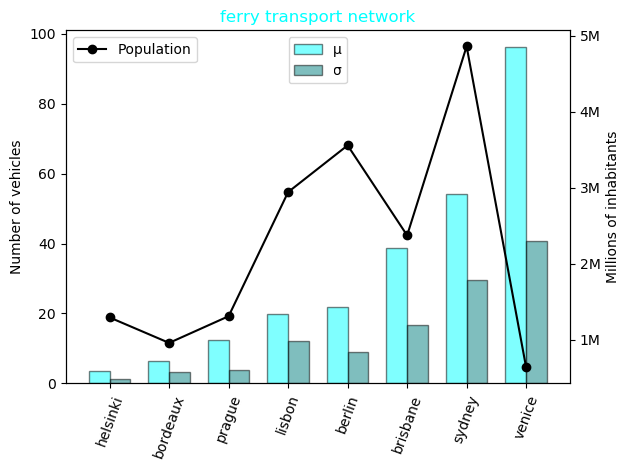 ferry transport network
Population
μ
σ
Number of vehicles
100
80
60
40
20
0
5M
4M
3M
2M
1M
Millions of inhabitants
helsinki
bordeaux
prague
lisbon
berlin
brisbane
sydney
venice